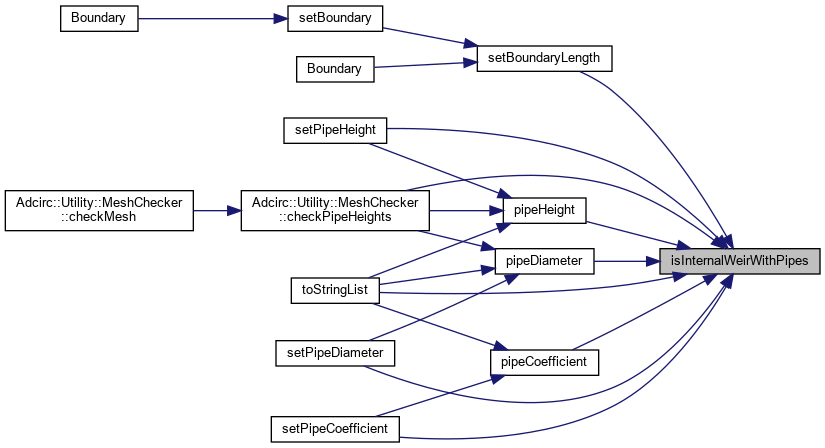 Boundary
setBoundary
setBoundaryLength
Boundary
setPipeHeight
Adcirc::Utility::MeshChecker
::checkMesh
Adcirc::Utility::MeshChecker
::checkPipeHeights
pipeHeight
pipeDiameter
isInternalWeirWithPipes
toStringList
setPipeDiameter
pipeCoefficient
setPipeCoefficient